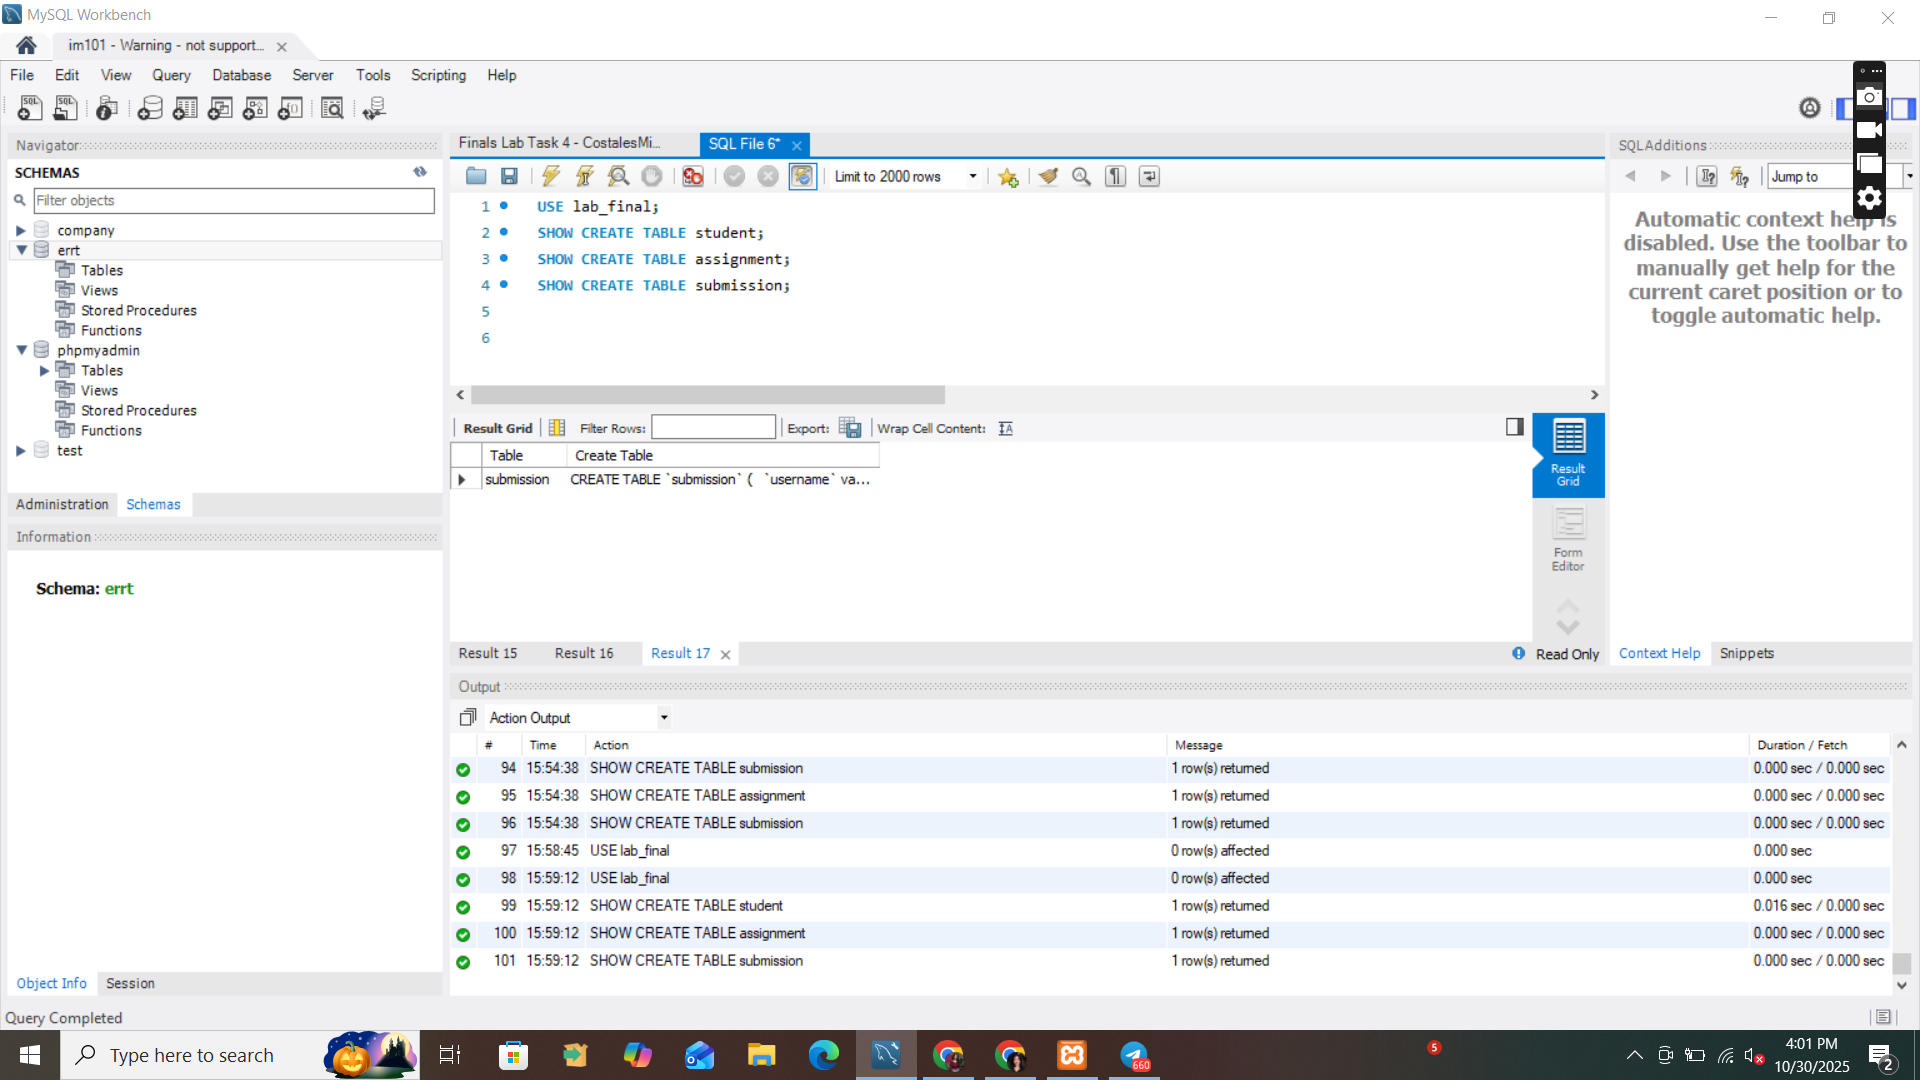 MySQL Workbench
im101 - Warning - not support...
File Edit View Query Database Server Tools Scripting Help
Navigator
SCHEMAS
Filter objects
company
errt
Tables
Views
Stored Procedures
Functions
phpmyadmin
Tables
Views
Stored Procedures
Functions
test
Administration Schemas
Information
Schema: errt
Object Info Session
Finals Lab Task 4 - CostalesMi... SQL File 6*
Limit to 2000 rows
1 USE lab_final;
2 SHOW CREATE TABLE student;
3 SHOW CREATE TABLE assignment;
4 SHOW CREATE TABLE submission;
5
6
Result Grid Filter Rows: Export: Wrap Cell Content:
Table Create Table
submission CREATE TABLE `submission` ( `username` va...
Result Grid
Form Editor
Result 15 Result 16 Result 17 Read Only
SQLAdditions
Jump to
Automatic context help is
disabled. Use the toolbar to
manually get help for the
current caret position or to
toggle automatic help.
Context Help Snippets
Output
Action Output
# Time Action Message Duration / Fetch
94 15:54:38 SHOW CREATE TABLE submission 1 row(s) returned 0.000 sec / 0.000 sec
95 15:54:38 SHOW CREATE TABLE assignment 1 row(s) returned 0.000 sec / 0.000 sec
96 15:54:38 SHOW CREATE TABLE submission 1 row(s) returned 0.000 sec / 0.000 sec
97 15:58:45 USE lab_final 0 row(s) affected 0.000 sec
98 15:59:12 USE lab_final 0 row(s) affected 0.000 sec
99 15:59:12 SHOW CREATE TABLE student 1 row(s) returned 0.016 sec / 0.000 sec
100 15:59:12 SHOW CREATE TABLE assignment 1 row(s) returned 0.000 sec / 0.000 sec
101 15:59:12 SHOW CREATE TABLE submission 1 row(s) returned 0.000 sec / 0.000 sec
Query Completed
Type here to search
660
5
4:01 PM
10/30/2025
2